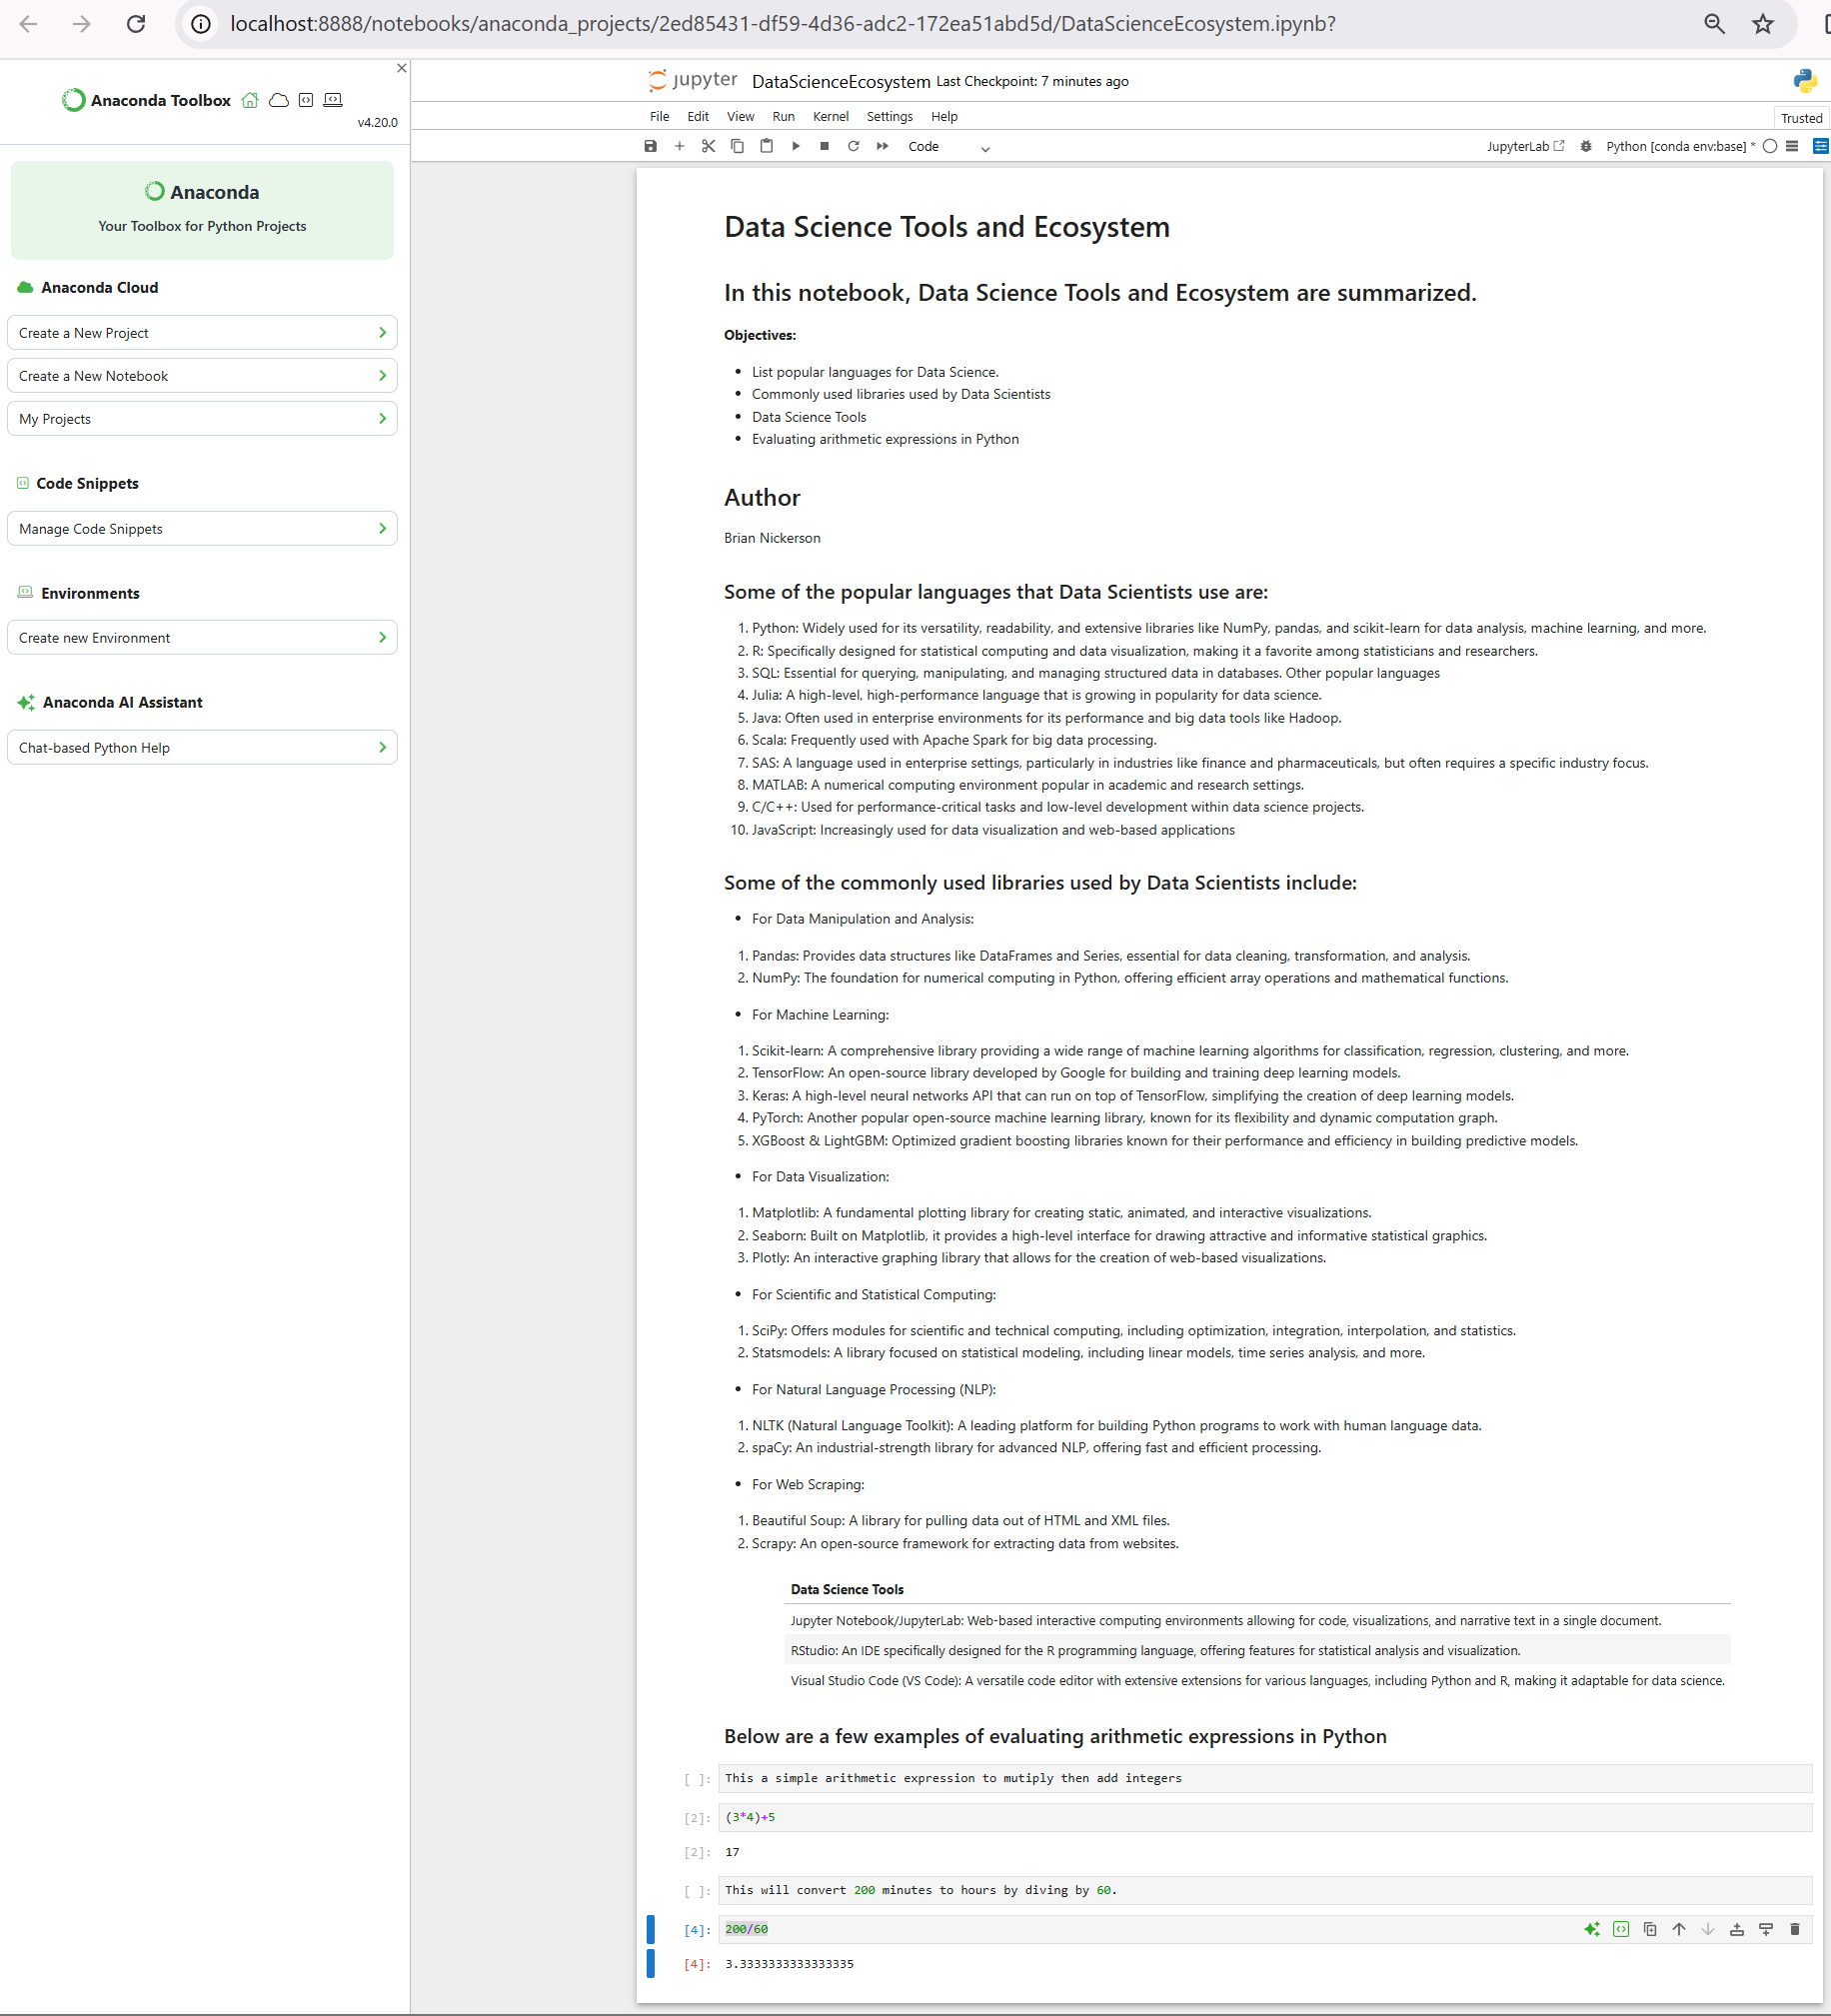 localhost:8888/notebooks/anaconda_projects/2ed85431-df59-4d36-adc2-172ea51abd5d/DataScienceEcosystem.ipynb?
Anaconda Toolbox
v4.20.0
Anaconda
Your Toolbox for Python Projects
Anaconda Cloud
Create a New Project
Create a New Notebook
My Projects
Code Snippets
Manage Code Snippets
Environments
Create new Environment
Anaconda AI Assistant
Chat-based Python Help
jupyter DataScienceEcosystem Last Checkpoint: 7 minutes ago
File Edit View Run Kernel Settings Help
Trusted
Code
JupyterLab Python [conda env:base] *
Data Science Tools and Ecosystem
In this notebook, Data Science Tools and Ecosystem are summarized.
Objectives:
• List popular languages for Data Science.
• Commonly used libraries used by Data Scientists
• Data Science Tools
• Evaluating arithmetic expressions in Python
Author
Brian Nickerson
Some of the popular languages that Data Scientists use are:
1. Python: Widely used for its versatility, readability, and extensive libraries like NumPy, pandas, and scikit-learn for data analysis, machine learning, and more.
2. R: Specifically designed for statistical computing and data visualization, making it a favorite among statisticians and researchers.
3. SQL: Essential for querying, manipulating, and managing structured data in databases. Other popular languages
4. Julia: A high-level, high-performance language that is growing in popularity for data science.
5. Java: Often used in enterprise environments for its performance and big data tools like Hadoop.
6. Scala: Frequently used with Apache Spark for big data processing.
7. SAS: A language used in enterprise settings, particularly in industries like finance and pharmaceuticals, but often requires a specific industry focus.
8. MATLAB: A numerical computing environment popular in academic and research settings.
9. C/C++: Used for performance-critical tasks and low-level development within data science projects.
10. JavaScript: Increasingly used for data visualization and web-based applications
Some of the commonly used libraries used by Data Scientists include:
• For Data Manipulation and Analysis:
1. Pandas: Provides data structures like DataFrames and Series, essential for data cleaning, transformation, and analysis.
2. NumPy: The foundation for numerical computing in Python, offering efficient array operations and mathematical functions.
• For Machine Learning:
1. Scikit-learn: A comprehensive library providing a wide range of machine learning algorithms for classification, regression, clustering, and more.
2. TensorFlow: An open-source library developed by Google for building and training deep learning models.
3. Keras: A high-level neural networks API that can run on top of TensorFlow, simplifying the creation of deep learning models.
4. PyTorch: Another popular open-source machine learning library, known for its flexibility and dynamic computation graph.
5. XGBoost & LightGBM: Optimized gradient boosting libraries known for their performance and efficiency in building predictive models.
• For Data Visualization:
1. Matplotlib: A fundamental plotting library for creating static, animated, and interactive visualizations.
2. Seaborn: Built on Matplotlib, it provides a high-level interface for drawing attractive and informative statistical graphics.
3. Plotly: An interactive graphing library that allows for the creation of web-based visualizations.
• For Scientific and Statistical Computing:
1. SciPy: Offers modules for scientific and technical computing, including optimization, integration, interpolation, and statistics.
2. Statsmodels: A library focused on statistical modeling, including linear models, time series analysis, and more.
• For Natural Language Processing (NLP):
1. NLTK (Natural Language Toolkit): A leading platform for building Python programs to work with human language data.
2. spaCy: An industrial-strength library for advanced NLP, offering fast and efficient processing.
• For Web Scraping:
1. Beautiful Soup: A library for pulling data out of HTML and XML files.
2. Scrapy: An open-source framework for extracting data from websites.
Data Science Tools
Jupyter Notebook/JupyterLab: Web-based interactive computing environments allowing for code, visualizations, and narrative text in a single document.
RStudio: An IDE specifically designed for the R programming language, offering features for statistical analysis and visualization.
Visual Studio Code (VS Code): A versatile code editor with extensive extensions for various languages, including Python and R, making it adaptable for data science.
Below are a few examples of evaluating arithmetic expressions in Python
[ ]: This a simple arithmetic expression to mutiply then add integers
[2]: (3*4)+5
[2]: 17
[ ]: This will convert 200 minutes to hours by diving by 60.
[4]: 200/60
[4]: 3.3333333333333335